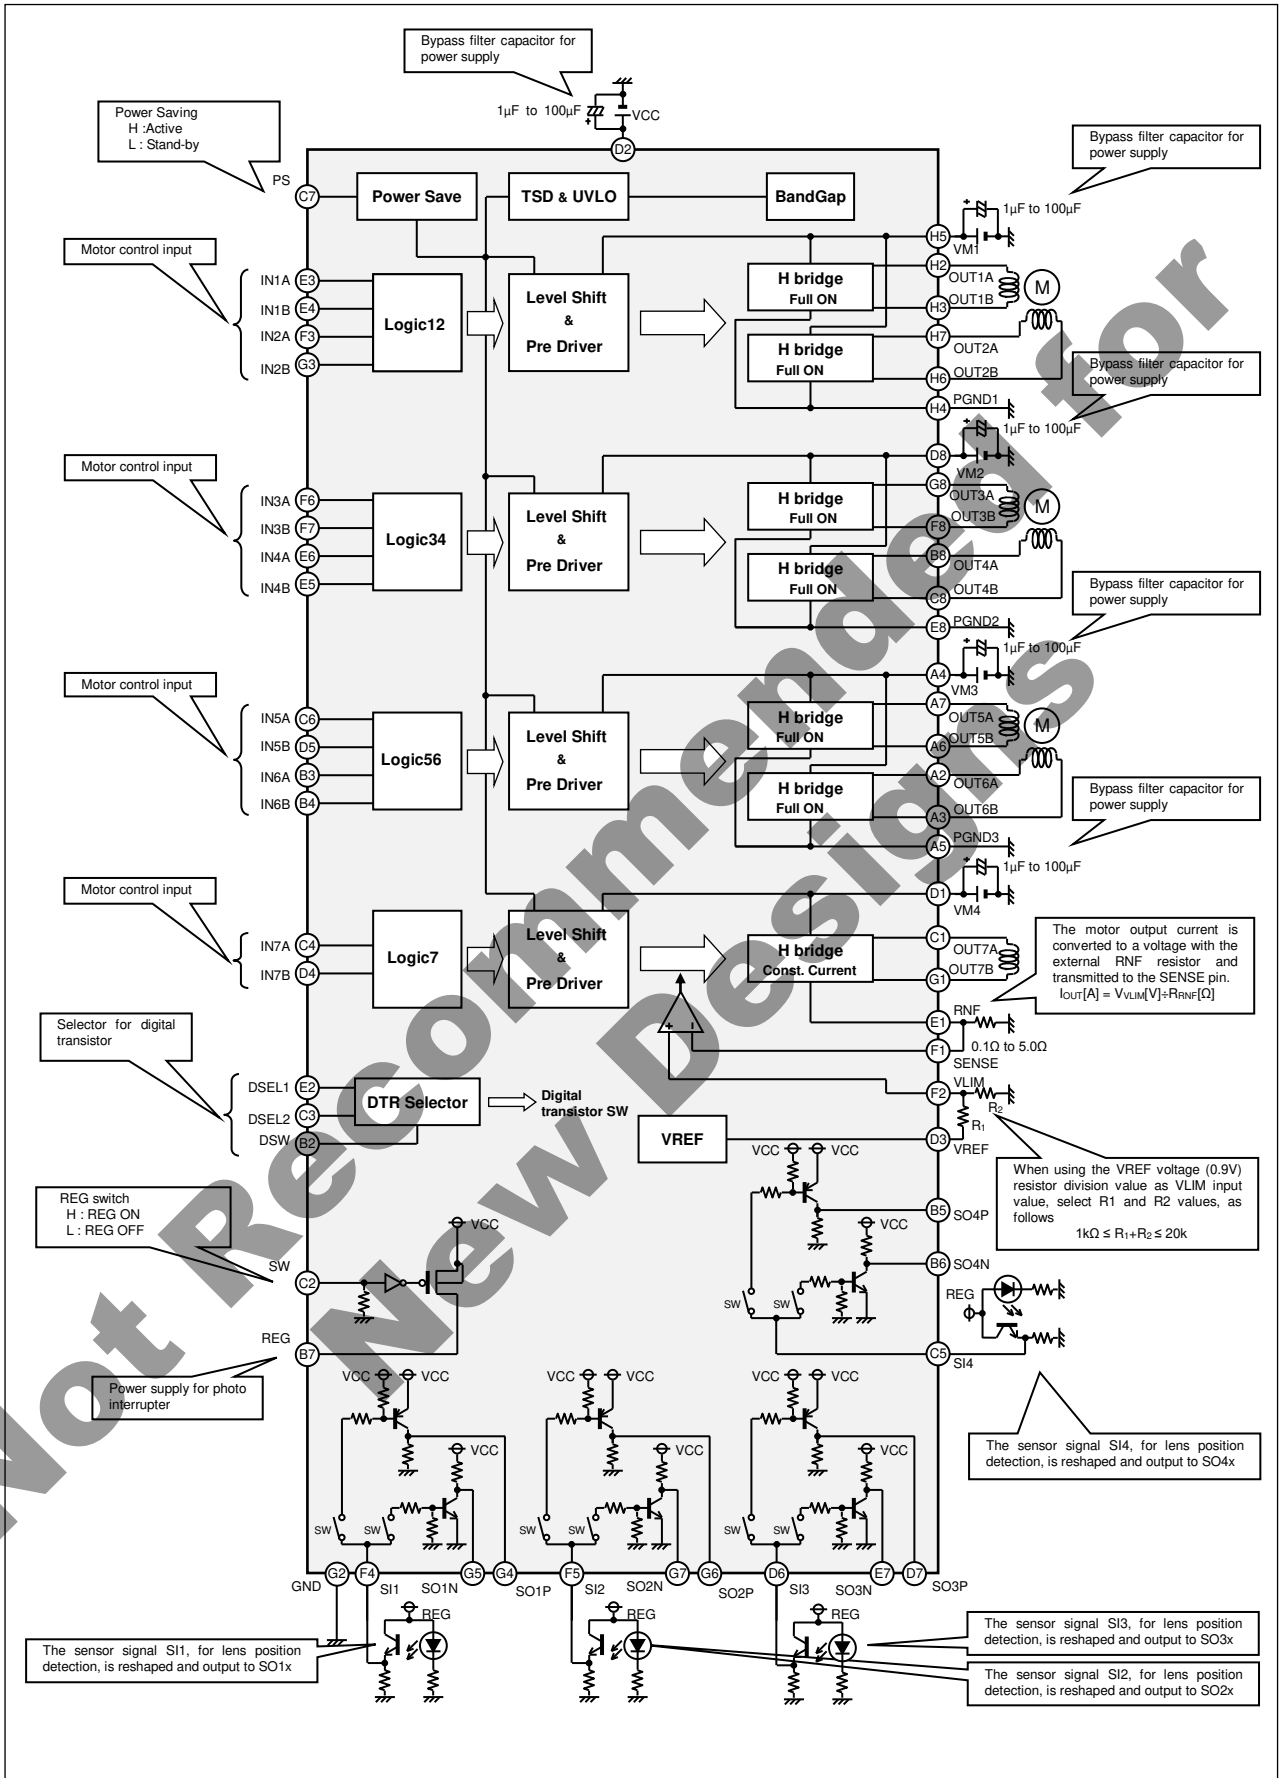 Bypass filter capacitor for
power supply
1µF to 100µF
VCC
D2
Power Saving
H :Active
L : Stand-by
PS
C7
Power Save
TSD & UVLO
BandGap
Bypass filter capacitor for
power supply
1µF to 100µF
H5
VM1
Motor control input
IN1A E3
IN1B E4
IN2A F3
IN2B G3
Logic12
Level Shift
&
Pre Driver
H bridge
Full ON
H bridge
Full ON
H2 OUT1A
H3 OUT1B
M
H7 OUT2A
H6 OUT2B
H4 PGND1
Bypass filter capacitor for
power supply
1µF to 100µF
D8
VM2
Motor control input
IN3A F6
IN3B F7
IN4A E6
IN4B E5
Logic34
Level Shift
&
Pre Driver
H bridge
Full ON
H bridge
Full ON
G8 OUT3A
F8 OUT3B
M
B8 OUT4A
C8 OUT4B
E8 PGND2
Bypass filter capacitor for
power supply
1µF to 100µF
A4
VM3
Motor control input
IN5A C6
IN5B D5
IN6A B3
IN6B B4
Logic56
Level Shift
&
Pre Driver
H bridge
Full ON
H bridge
Full ON
A7 OUT5A
A6 OUT5B
M
A2 OUT6A
A3 OUT6B
A5 PGND3
Bypass filter capacitor for
power supply
1µF to 100µF
D1
VM4
Motor control input
IN7A C4
IN7B D4
Logic7
Level Shift
&
Pre Driver
H bridge
Const. Current
C1 OUT7A
G1 OUT7B
E1 RNF
0.1Ω to 5.0Ω
F1
SENSE
The motor output current is
converted to a voltage with the
external RNF resistor and
transmitted to the SENSE pin.
IOUT[A] = VVLIM[V]÷RRNF[Ω]
+ −
Selector for digital
transistor
DSEL1 E2
DSEL2 C3
DSW B2
DTR Selector
Digital
transistor SW
F2 VLIM
R2
R1
VREF
D3 VREF
When using the VREF voltage (0.9V)
resistor division value as VLIM input
value, select R1 and R2 values, as
follows
1kΩ ≤ R1+R2 ≤ 20k
REG switch
H : REG ON
L : REG OFF
SW
C2
VCC
REG
B7
Power supply for photo
interrupter
VCC VCC
B5 SO4P
VCC
B6 SO4N
SW SW
REG
C5 SI4
The sensor signal SI4, for lens position
detection, is reshaped and output to SO4x
VCC VCC
VCC
SW SW
VCC VCC
VCC
SW SW
VCC VCC
VCC
SW SW
GND G2 F4 SI1 SO1N G5 G4 SO1P F5 SI2 SO2N G7 G6 SO2P D6 SI3 SO3N E7 D7 SO3P
REG
REG
REG
The sensor signal SI1, for lens position
detection, is reshaped and output to SO1x
The sensor signal SI3, for lens position
detection, is reshaped and output to SO3x
The sensor signal SI2, for lens position
detection, is reshaped and output to SO2x
Not Recommended for
New Designs